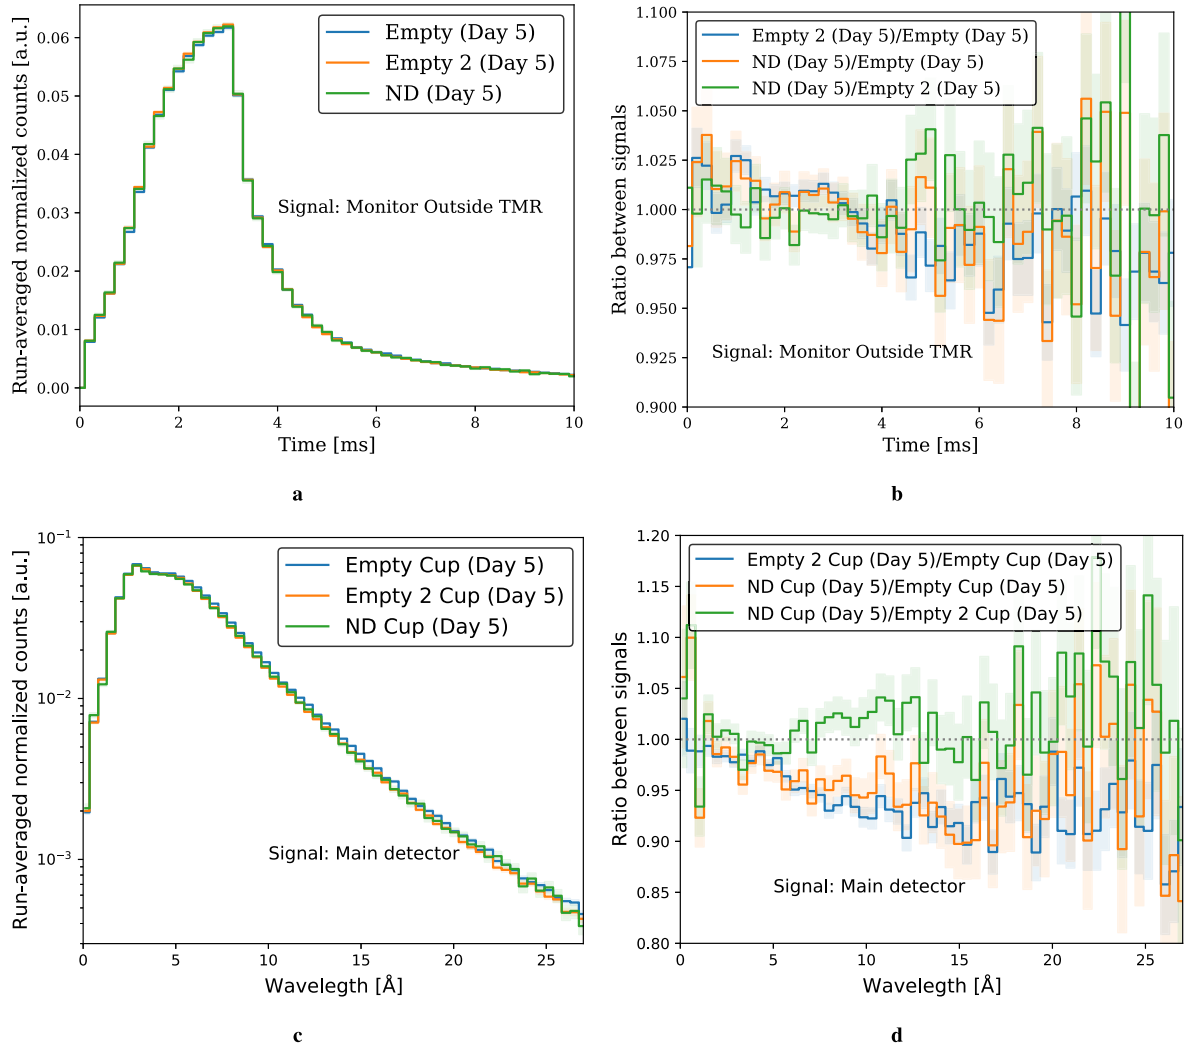 Run-averaged normalized counts [a.u.]
0.06
0.05
0.04
0.03
0.02
0.01
0.00
Empty (Day 5)
Empty 2 (Day 5)
ND (Day 5)
Signal: Monitor Outside TMR
0 2 4 6 8 10
Time [ms]
a
Ratio between signals
1.100
1.075
1.050
1.025
1.000
0.975
0.950
0.925
0.900
Empty 2 (Day 5)/Empty (Day 5)
ND (Day 5)/Empty (Day 5)
ND (Day 5)/Empty 2 (Day 5)
Signal: Monitor Outside TMR
0 2 4 6 8 10
Time [ms]
b
Run-averaged normalized counts [a.u.]
10⁻¹
10⁻²
10⁻³
Empty Cup (Day 5)
Empty 2 Cup (Day 5)
ND Cup (Day 5)
Signal: Main detector
0 5 10 15 20 25
Wavelegth [Å]
c
Ratio between signals
1.20
1.15
1.10
1.05
1.00
0.95
0.90
0.85
0.80
Empty 2 Cup (Day 5)/Empty Cup (Day 5)
ND Cup (Day 5)/Empty Cup (Day 5)
ND Cup (Day 5)/Empty 2 Cup (Day 5)
Signal: Main detector
0 5 10 15 20 25
Wavelegth [Å]
d